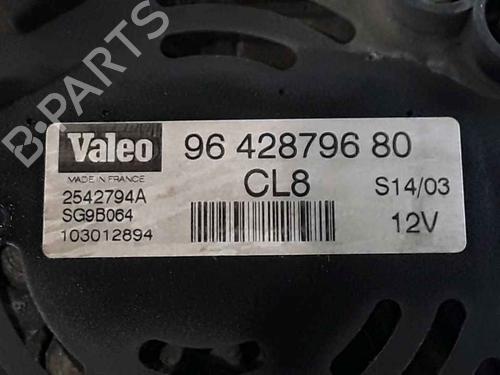 B-PARTS
Valeo
MADE IN FRANCE
2542794A
SG9B064
103012894
96 428796 80
CL8
S14/03
12V